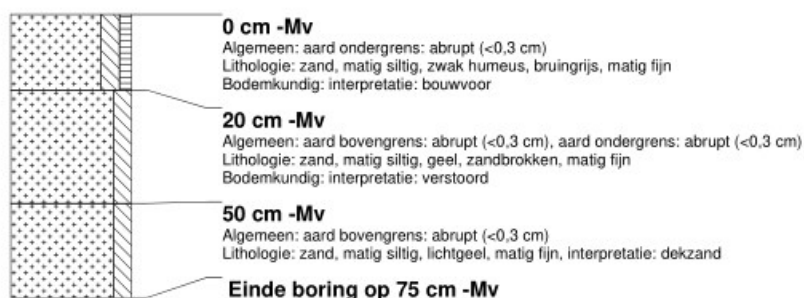 0 cm -Mv
Algemeen: aard ondergrens: abrupt (<0,3 cm)
Lithologie: zand, matig siltig, zwak humeus, bruingrijs, matig fijn
Bodemkundig: interpretatie: bouwvoor
20 cm -Mv
Algemeen: aard bovengrens: abrupt (<0,3 cm), aard ondergrens: abrupt (<0,3 cm)
Lithologie: zand, matig siltig, geel, zandbrokken, matig fijn
Bodemkundig: interpretatie: verstoord
50 cm -Mv
Algemeen: aard bovengrens: abrupt (<0,3 cm)
Lithologie: zand, matig siltig, lichtgeel, matig fijn, interpretatie: dekzand
Einde boring op 75 cm -Mv